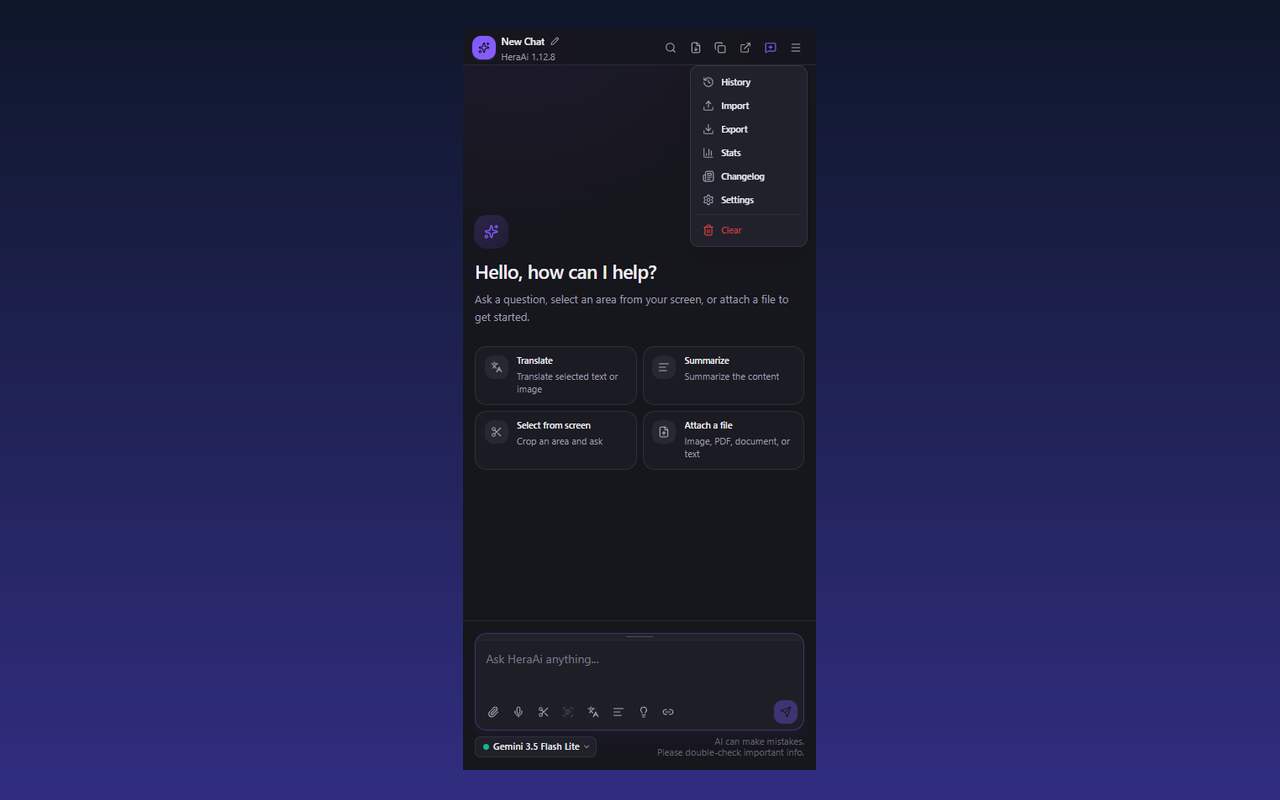 New Chat
HeraAi 1.12.8
History
Import
Export
Stats
Changelog
Settings
Clear
Hello, how can I help?
Ask a question, select an area from your screen, or attach a file to
get started.
Translate
Translate selected text or
image
Summarize
Summarize the content
Select from screen
Crop an area and ask
Attach a file
Image, PDF, document, or
text
Ask HeraAi anything...
Gemini 3.5 Flash Lite
AI can make mistakes.
Please double-check important info.